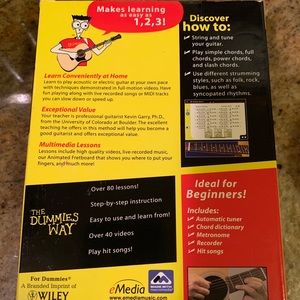 Makes learning
as easy as
1,2,3!
Discover
how to:
String and tune
your guitar.
Play simple chords, full
chords, power chords,
and slash chords.
Use different strumming
styles, such as folk, rock,
blues, as well as
syncopated rhythms.
Learn Conveniently at Home
Learn to play acoustic or electric guitar at your own pace
with techniques demonstrated in full-motion videos. Have
fun playing along with live recorded songs or MIDI tracks
you can slow down or speed up.
Exceptional Value
Your teacher is professional guitarist Kevin Garry, Ph.D.,
from the University of Colorado at Boulder. The excellent
teaching he offers in this method will help you become a
good guitarist and offers exceptional value.
Multimedia Lessons
Lessons include high quality videos, live-recorded music,
our Animated Fretboard that shows you where to put your
fingers, and much more!
THE
DUMMIES
WAY
Over 80 lessons!
Step-by-step instruction
Easy to use and learn from!
Over 40 videos
Play hit songs!
Ideal for
Beginners!
Includes:
Automatic tuner
Chord dictionary
Metronome
Recorder
Hit songs
For Dummies®
A Branded Imprint of
WILEY
eMedia
www.emediamusic.com